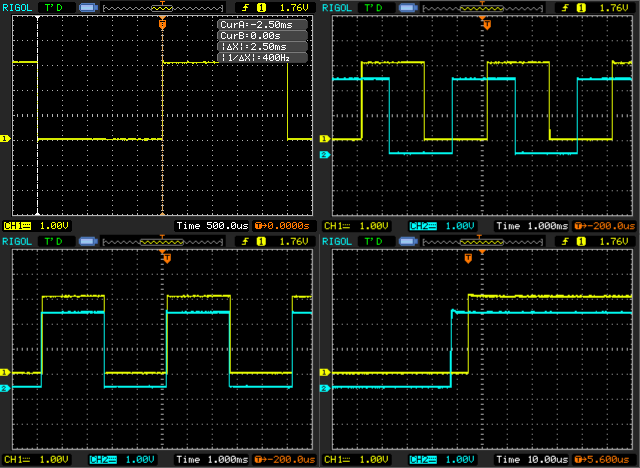 RIGOL T'D T f 1 1.76V
CurA:-2.50ms
CurB:0.00s
|ΔX|:2.50ms
|1/ΔX|:400Hz
T
1
CH1 1.00V Time 500.0us T→0.0000s
RIGOL T'D T f 1 1.76V
T
1
2
CH1 1.00V CH2 1.00V Time 1.000ms T→-200.0us
RIGOL T'D T f 1 1.76V
T
1
2
CH1 1.00V CH2 1.00V Time 1.000ms T→-200.0us
RIGOL T'D T f 1 1.76V
T
1
2
CH1 1.00V CH2 1.00V Time 10.00us T→5.600us